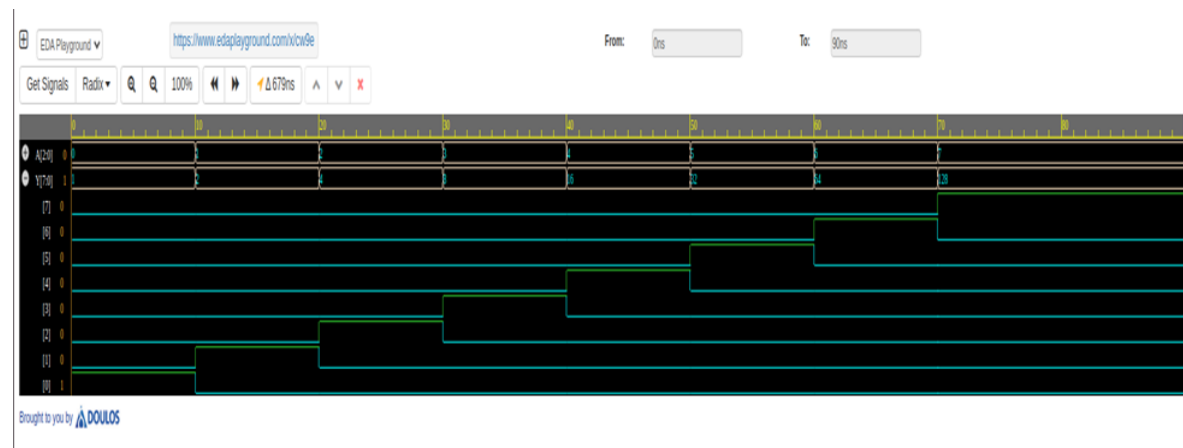 EDA Playground https://www.edaplayground.com/x/cw9e From: 0ns To: 90ns
Get Signals Radix 100% Δ 679ns
0 10 20 30 40 50 60 70 80
A[2:0] 0 0 1 2 3 4 5 6 7
Y[7:0] 1 1 2 4 8 16 32 64 128
[7] 0
[6] 0
[5] 0
[4] 0
[3] 0
[2] 0
[1] 0
[0] 1
Brought to you by DOULOS